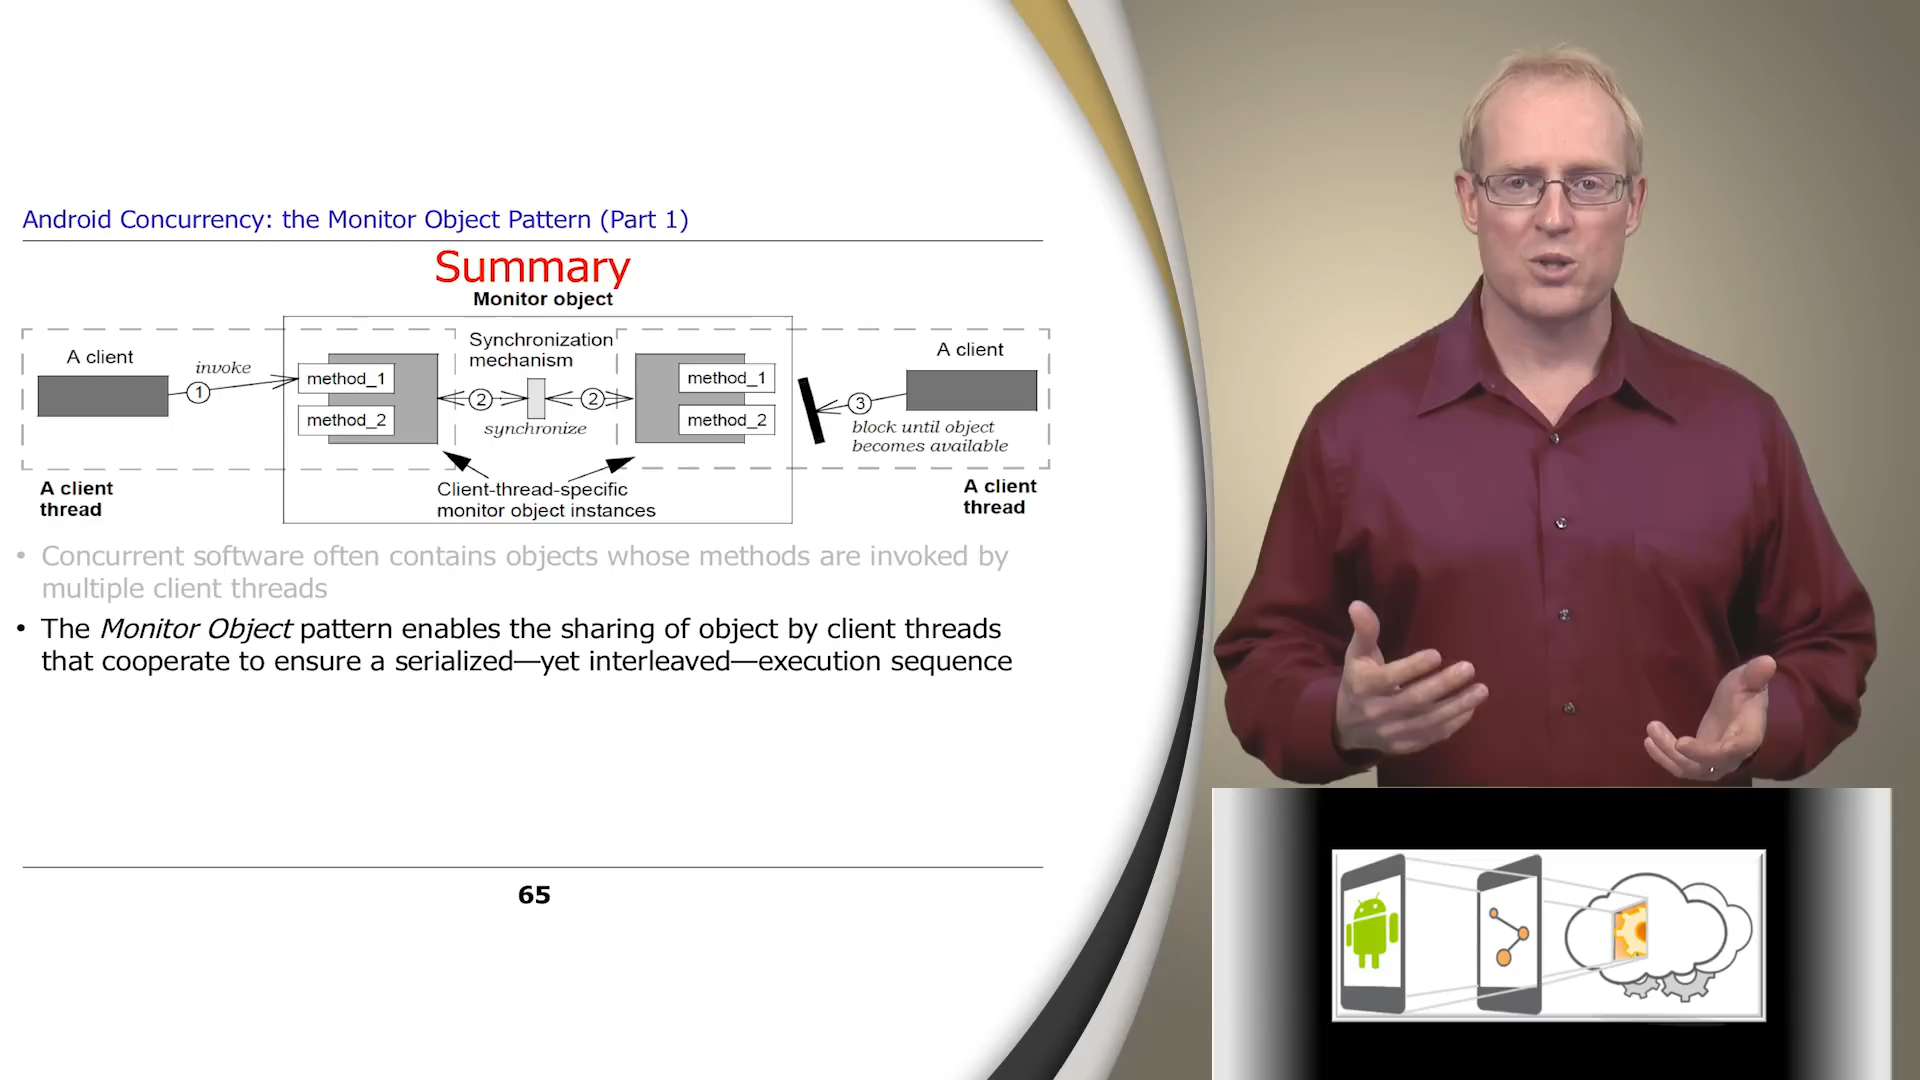 Android Concurrency: the Monitor Object Pattern (Part 1)
Summary
Monitor object
A client
invoke
1
method_1
method_2
Synchronization
mechanism
2
2
synchronize
method_1
method_2
A client
3
block until object
becomes available
Client-thread-specific
monitor object instances
A client
thread
A client
thread
• Concurrent software often contains objects whose methods are invoked by
multiple client threads
• The Monitor Object pattern enables the sharing of object by client threads
that cooperate to ensure a serialized—yet interleaved—execution sequence
65